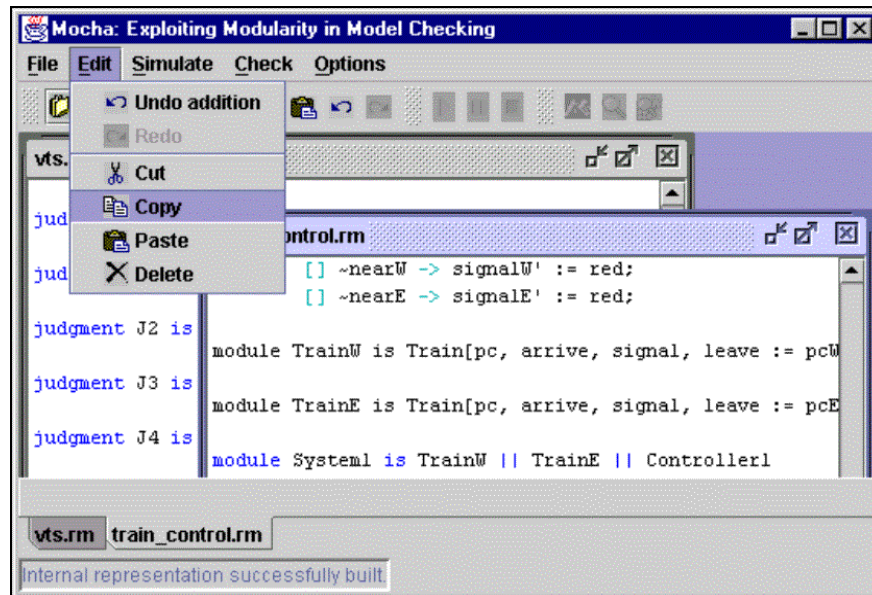 Mocha: Exploiting Modularity in Model Checking
File Edit Simulate Check Options
Undo addition
Redo
Cut
Copy
Paste
Delete
vts.
jud
jud
judgment J2 is
judgment J3 is
judgment J4 is
ontrol.rm
[] ~nearW -> signalW' := red;
[] ~nearE -> signalE' := red;
module TrainW is Train[pc, arrive, signal, leave := pcW
module TrainE is Train[pc, arrive, signal, leave := pcE
module System1 is TrainW || TrainE || Controller1
vts.rm train_control.rm
Internal representation successfully built.